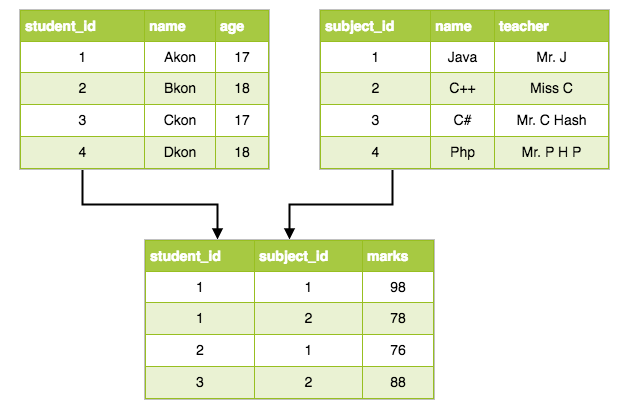 student_id name age
1 Akon 17
2 Bkon 18
3 Ckon 17
4 Dkon 18
subject_id name teacher
1 Java Mr. J
2 C++ Miss C
3 C# Mr. C Hash
4 Php Mr. P H P
student_id subject_id marks
1 1 98
1 2 78
2 1 76
3 2 88